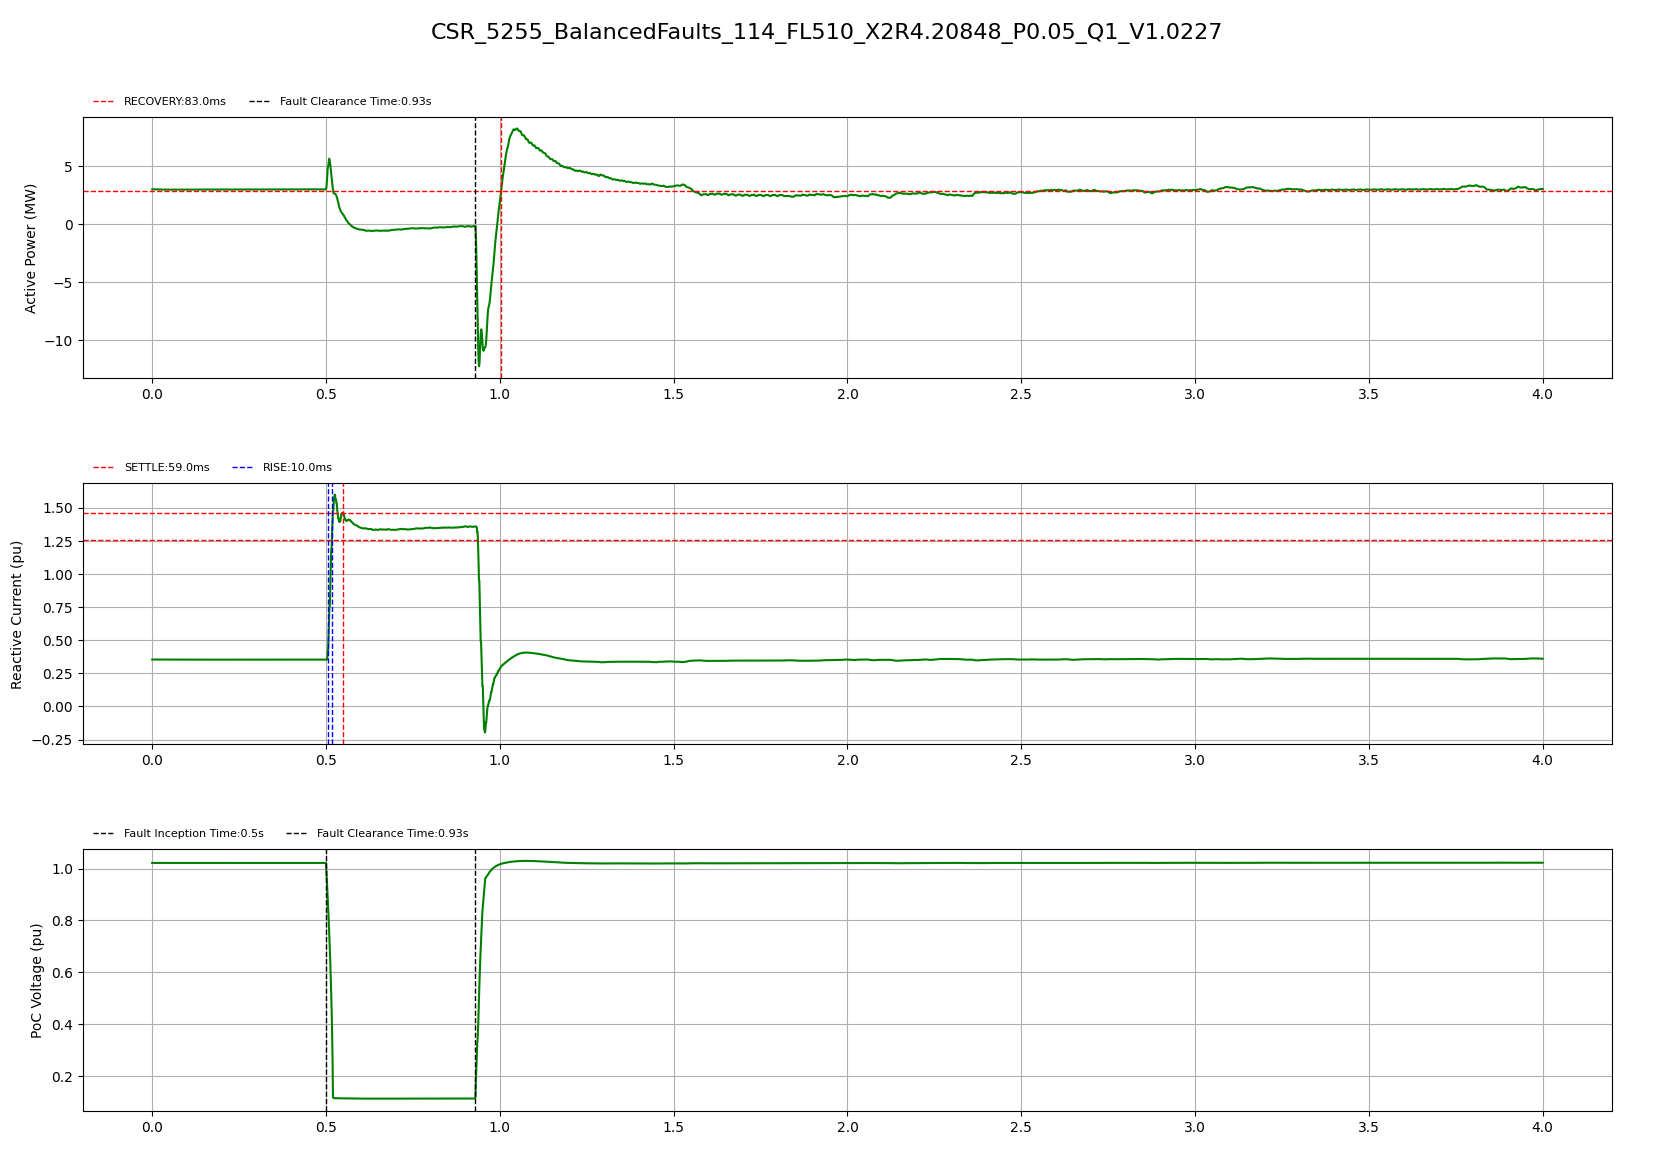 CSR_5255_BalancedFaults_114_FL510_X2R4.20848_P0.05_Q1_V1.0227
RECOVERY:83.0ms Fault Clearance Time:0.93s
Active Power (MW)
5
0
−5
−10
0.0 0.5 1.0 1.5 2.0 2.5 3.0 3.5 4.0
SETTLE:59.0ms RISE:10.0ms
Reactive Current (pu)
1.50
1.25
1.00
0.75
0.50
0.25
0.00
−0.25
0.0 0.5 1.0 1.5 2.0 2.5 3.0 3.5 4.0
Fault Inception Time:0.5s Fault Clearance Time:0.93s
PoC Voltage (pu)
1.0
0.8
0.6
0.4
0.2
0.0 0.5 1.0 1.5 2.0 2.5 3.0 3.5 4.0